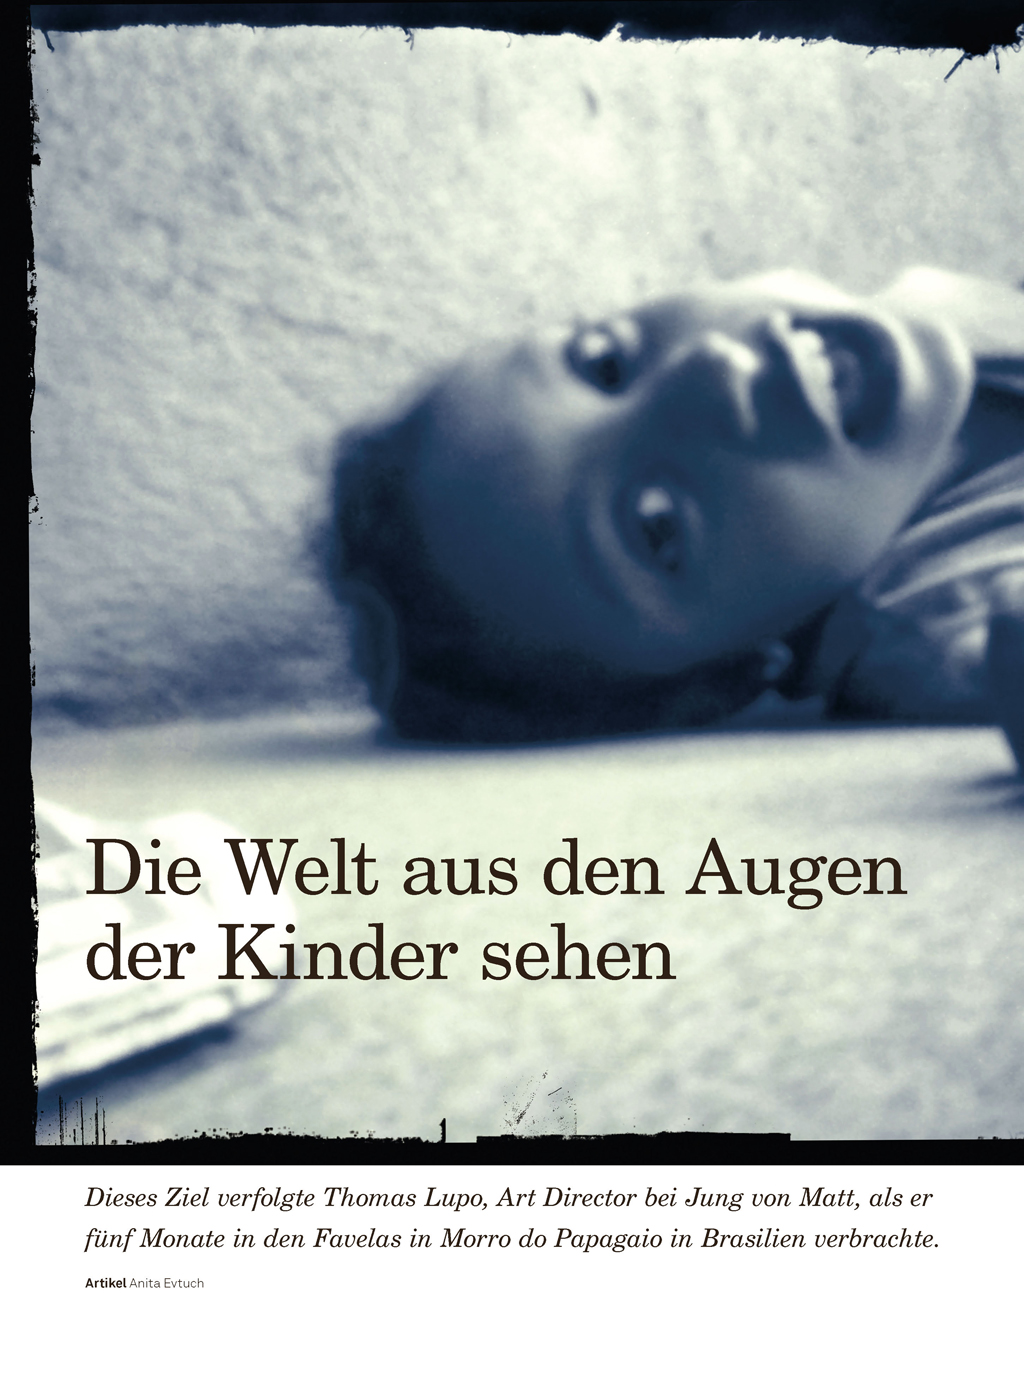 Die Welt aus den Augen
der Kinder sehen
Dieses Ziel verfolgte Thomas Lupo, Art Director bei Jung von Matt, als er
fünf Monate in den Favelas in Morro do Papagaio in Brasilien verbrachte.
Artikel Anita Evtuch